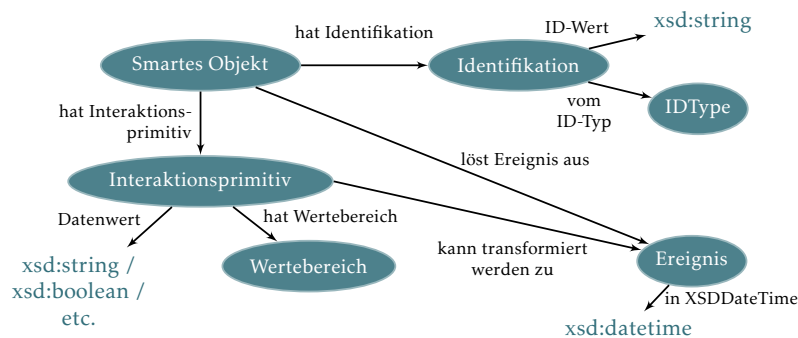 hat Identifikation
ID-Wert
xsd:string
Smartes Objekt
Identifikation
vom
ID-Typ
IDType
hat Interaktions-
primitiv
löst Ereignis aus
Interaktionsprimitiv
Datenwert
hat Wertebereich
kann transformiert
werden zu
xsd:string /
xsd:boolean /
etc.
Wertebereich
Ereignis
in XSDDateTime
xsd:datetime